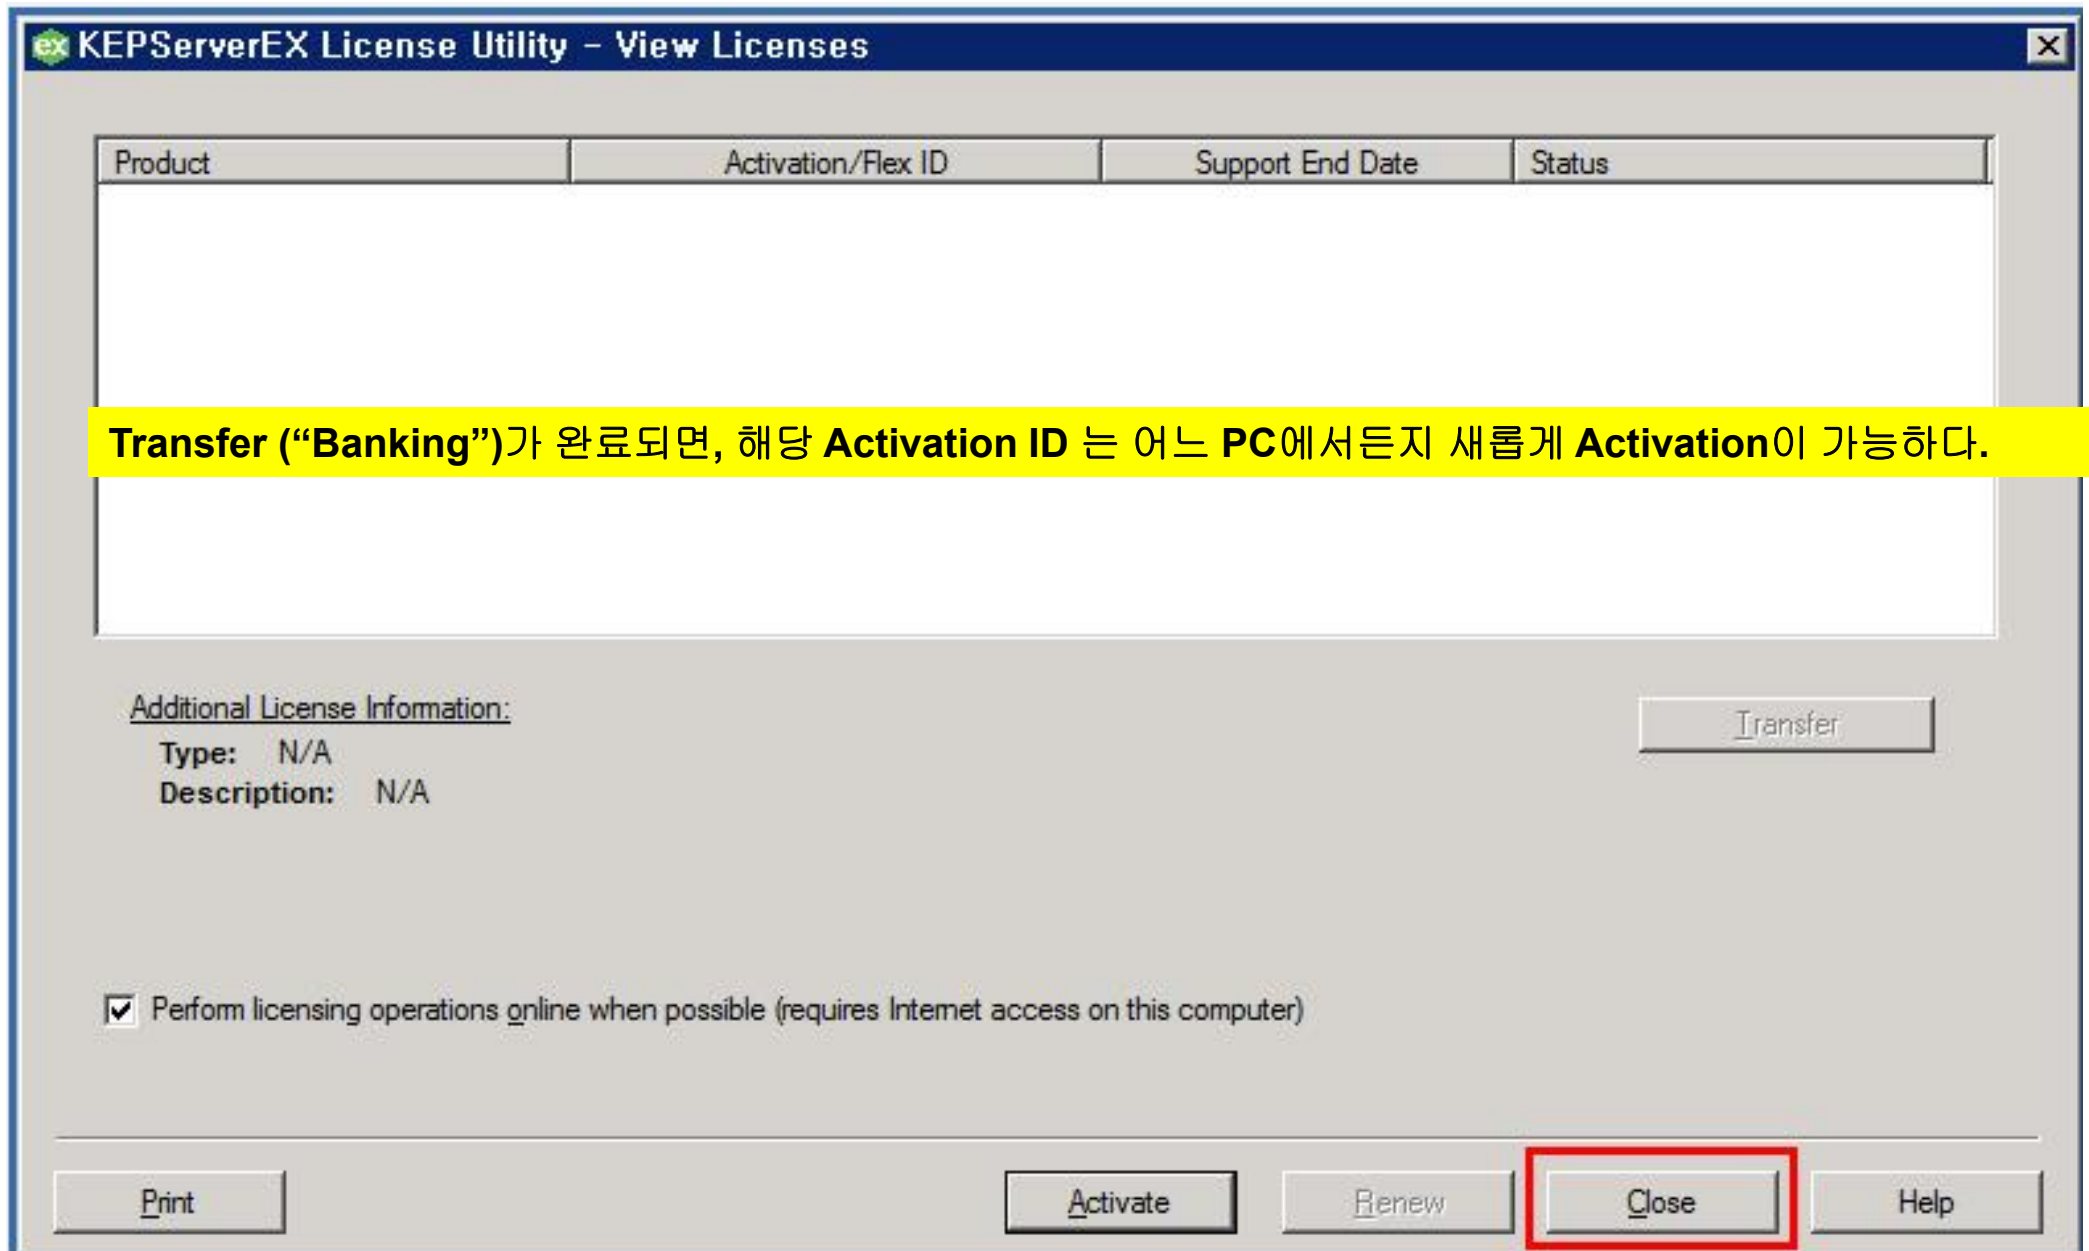 ex KEPServerEX License Utility – View Licenses
Product Activation/Flex ID Support End Date Status
Transfer (“Banking”)가 완료되면, 해당 Activation ID 는 어느 PC에서든지 새롭게 Activation이 가능하다.
Additional License Information:
Transfer
Type: N/A
Description: N/A
Perform licensing operations online when possible (requires Internet access on this computer)
Print Activate Renew Close Help